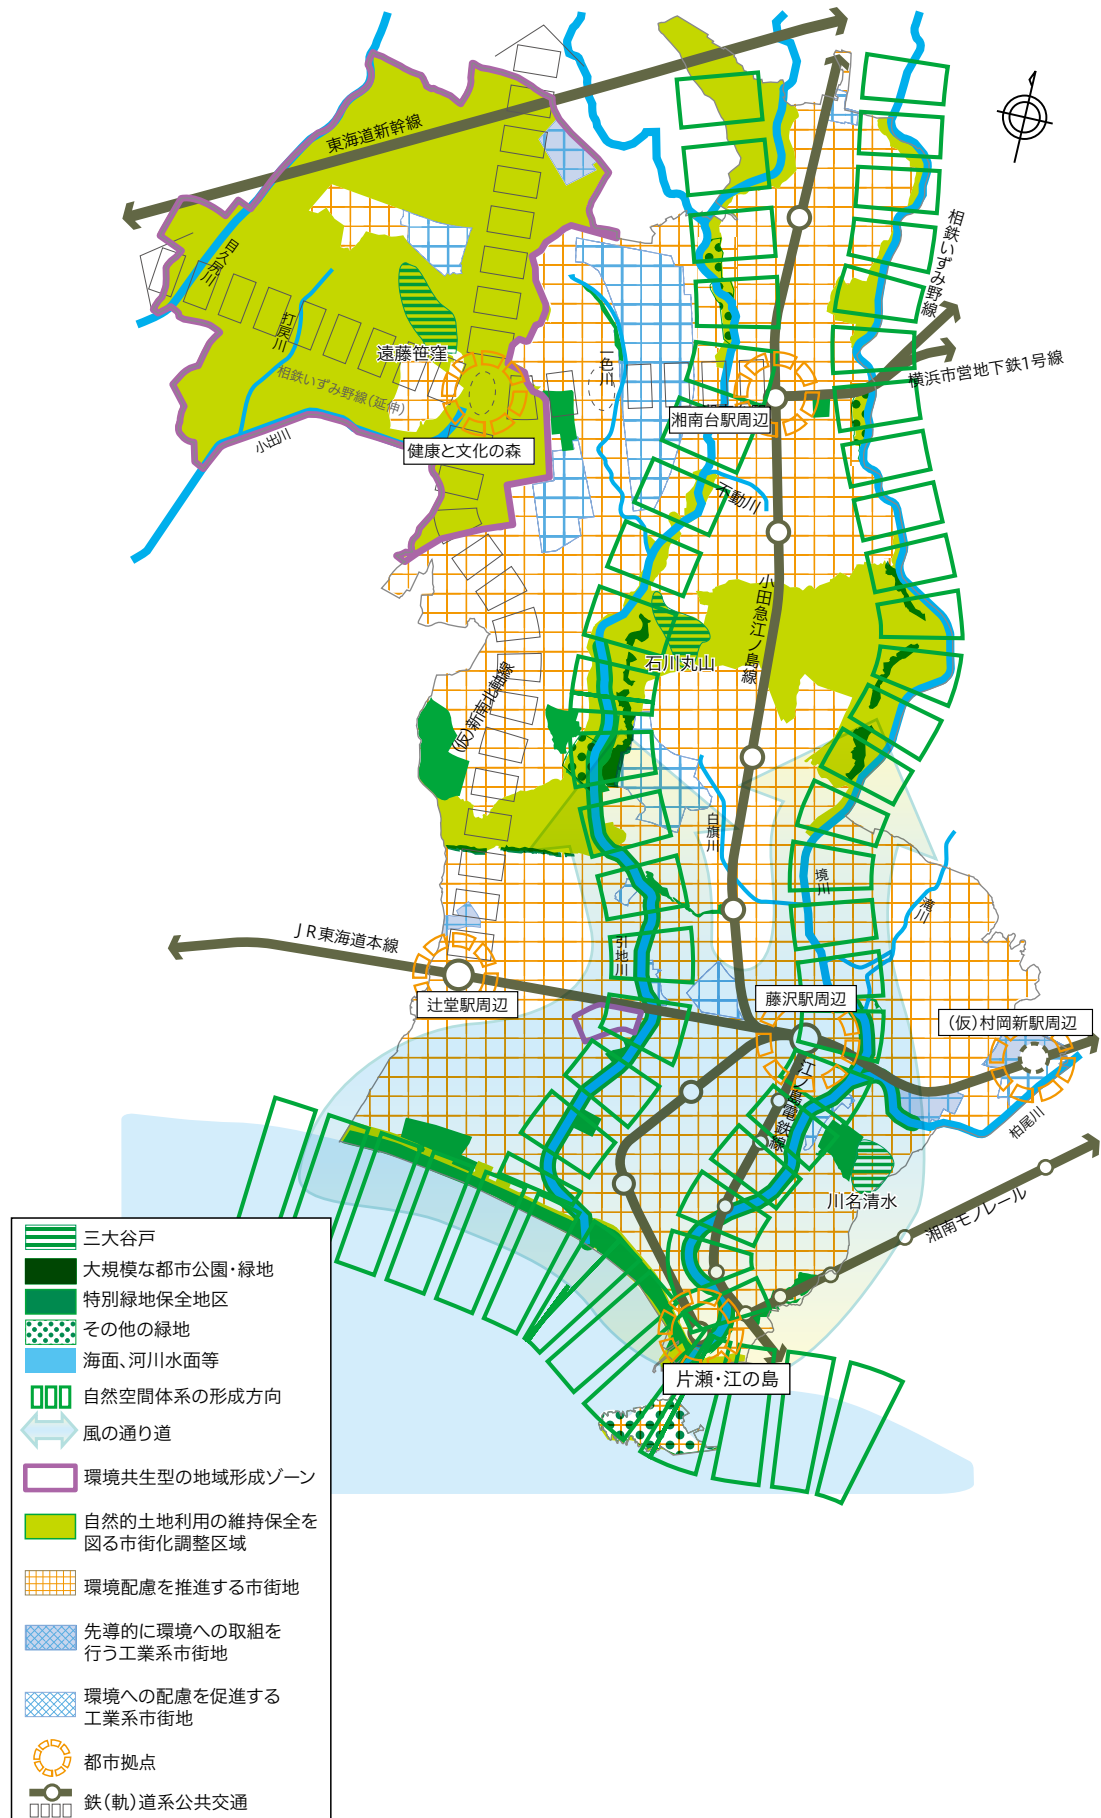 東海道新幹線
目久尻川
打戻川
遠藤笹窪
相鉄いずみ野線(延伸)
小出川
健康と文化の森
一色川
湘南台駅周辺
不動川
相鉄いずみ野線
横浜市営地下鉄1号線
小田急江ノ島線
石川丸山
(仮)新南北軸線
白旗川
境川
滝川
引地川
JR東海道本線
辻堂駅周辺
藤沢駅周辺
(仮)村岡新駅周辺
江ノ島電鉄線
柏尾川
川名清水
湘南モノレール
片瀬・江の島
三大谷戸
大規模な都市公園・緑地
特別緑地保全地区
その他の緑地
海面、河川水面等
自然空間体系の形成方向
風の通り道
環境共生型の地域形成ゾーン
自然的土地利用の維持保全を
図る市街化調整区域
環境配慮を推進する市街地
先導的に環境への取組を
行う工業系市街地
環境への配慮を促進する
工業系市街地
都市拠点
鉄(軌)道系公共交通